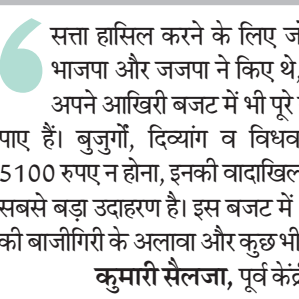 सत्ता हासिल करने के लिए
भाजपा और जजपा ने किए थे,
अपने आखिरी बजट में भी पूरे
पाए हैं। बुजुर्गों, दिव्यांग व
5100 रुपए न होना, इनकी
सबसे बड़ा उदाहरण है। इस बजट में
की बाजीगिरी के अलावा और कुछ भी
कुमारी सैलजा, पूर्व